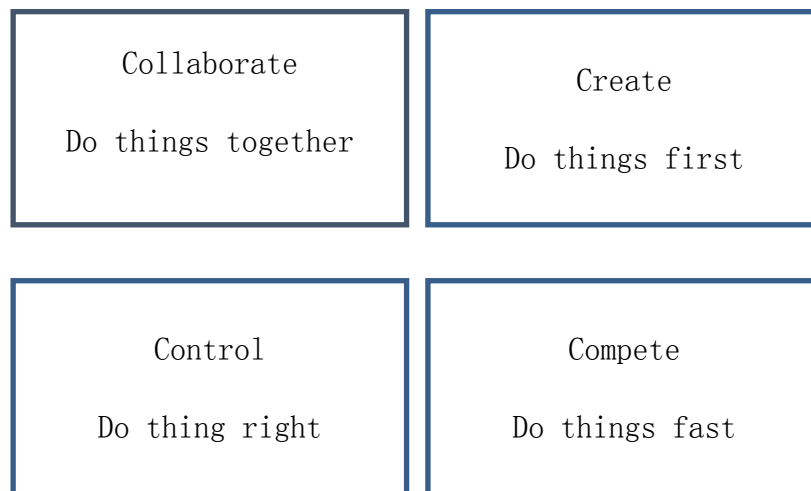 Collaborate
Do things together
Create
Do things first
Control
Do thing right
Compete
Do things fast